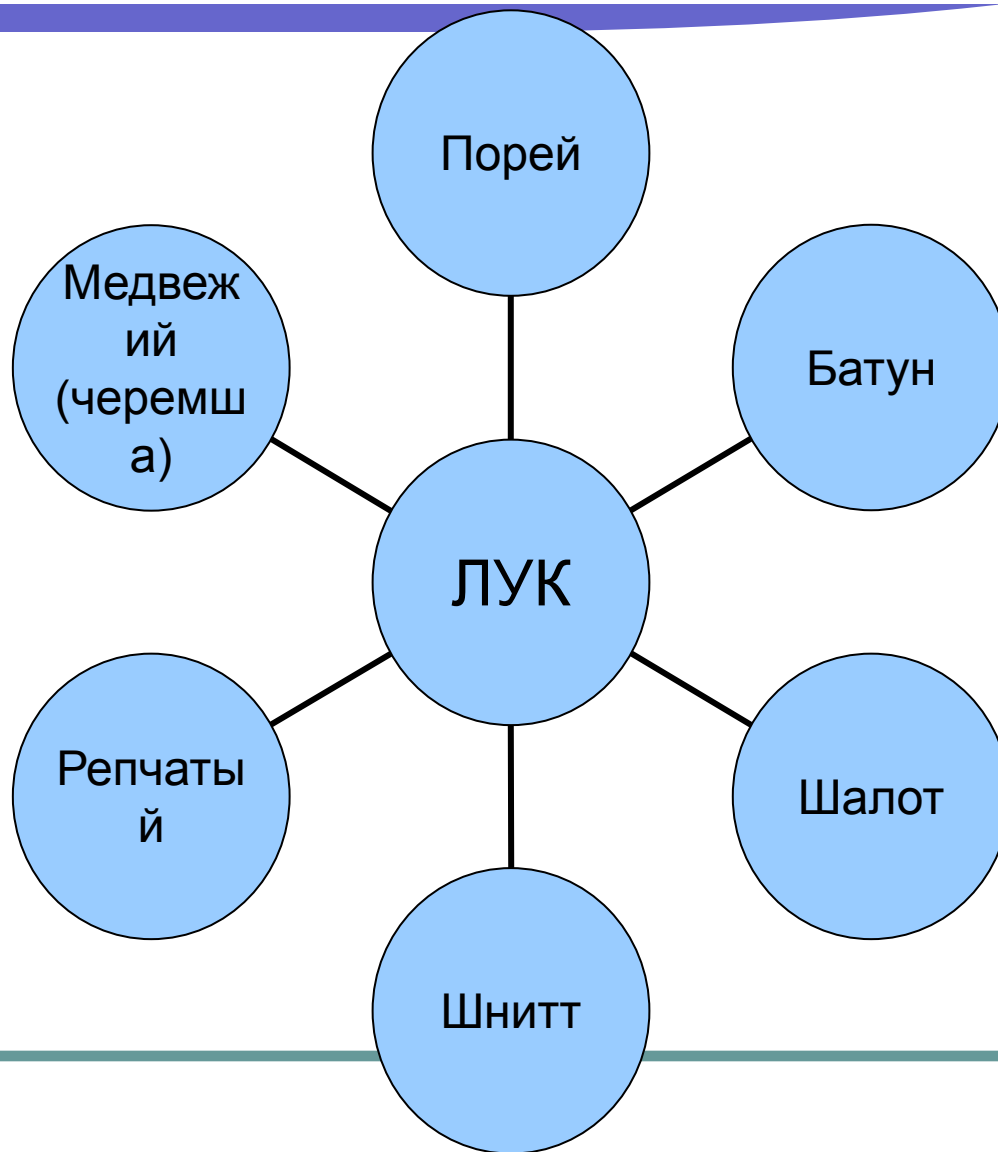 Порей
Медвеж
ий
(черемш
а)
Батун
ЛУК
Репчаты
й
Шалот
Шнитт